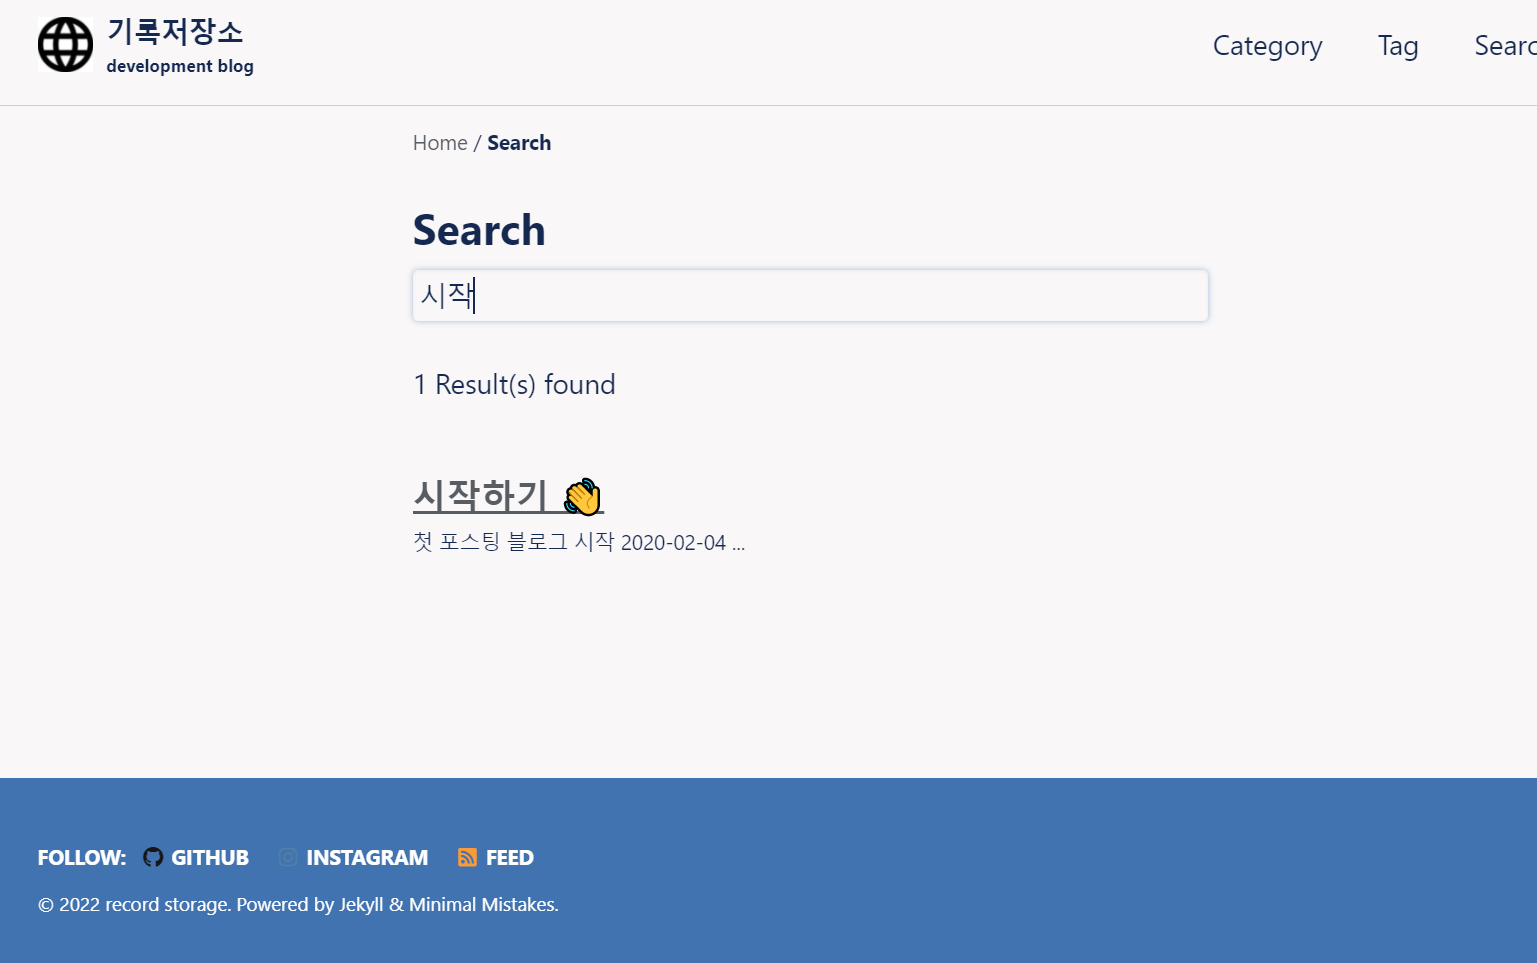 기록저장소
development blog
Category Tag Searc
Home / Search
Search
시작
1 Result(s) found
시작하기 👋
첫 포스팅 블로그 시작 2020-02-04 ...
FOLLOW: GITHUB INSTAGRAM FEED
© 2022 record storage. Powered by Jekyll & Minimal Mistakes.